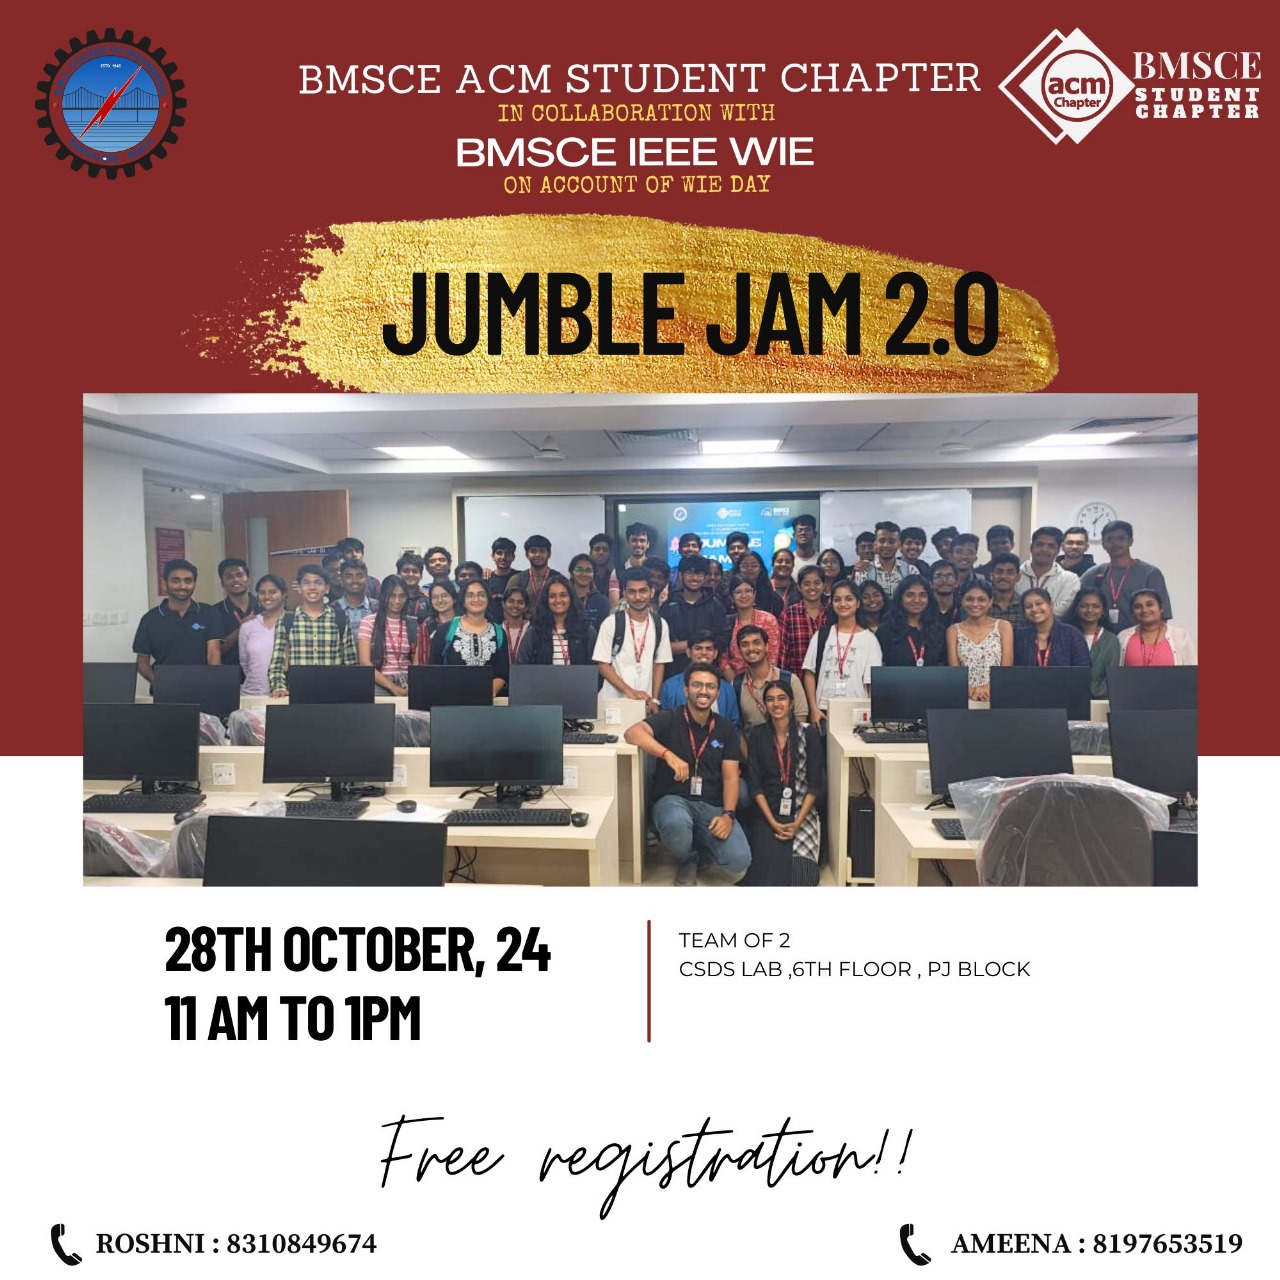 BMSCE ACM STUDENT CHAPTER
IN COLLABORATION WITH
BMSCE IEEE WIE
ON ACCOUNT OF WIE DAY
acm
Chapter
BMSCE
STUDENT
CHAPTER
JUMBLE JAM 2.0
28TH OCTOBER, 24
11 AM TO 1PM
TEAM OF 2
CSDS LAB ,6TH FLOOR , PJ BLOCK
Free registration!!
ROSHNI : 8310849674
AMEENA : 8197653519